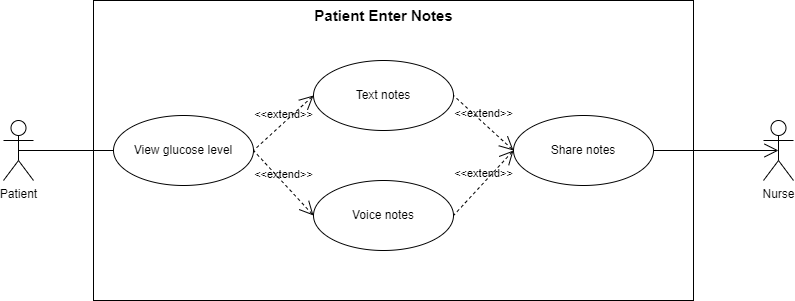 Patient Enter Notes
Text notes
<<extend>>
<<extend>>
View glucose level
Share notes
<<extend>>
<<extend>>
Patient
Nurse
Voice notes